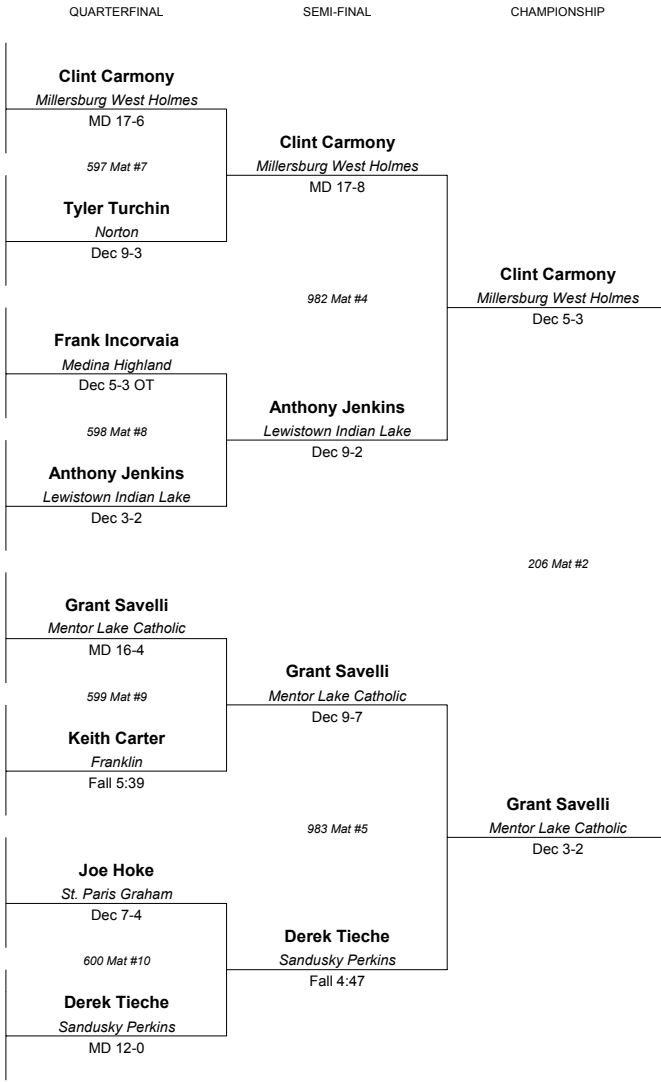 QUARTERFINAL SEMI-FINAL CHAMPIONSHIP
Clint Carmony
Millersburg West Holmes
MD 17-6
597 Mat #7
Tyler Turchin
Norton
Dec 9-3
Frank Incorvaia
Medina Highland
Dec 5-3 OT
598 Mat #8
Anthony Jenkins
Lewistown Indian Lake
Dec 3-2
Grant Savelli
Mentor Lake Catholic
MD 16-4
599 Mat #9
Keith Carter
Franklin
Fall 5:39
Joe Hoke
St. Paris Graham
Dec 7-4
600 Mat #10
Derek Tieche
Sandusky Perkins
MD 12-0
Clint Carmony
Millersburg West Holmes
MD 17-8
982 Mat #4
Anthony Jenkins
Lewistown Indian Lake
Dec 9-2
Grant Savelli
Mentor Lake Catholic
Dec 9-7
983 Mat #5
Derek Tieche
Sandusky Perkins
Fall 4:47
Clint Carmony
Millersburg West Holmes
Dec 5-3
206 Mat #2
Grant Savelli
Mentor Lake Catholic
Dec 3-2